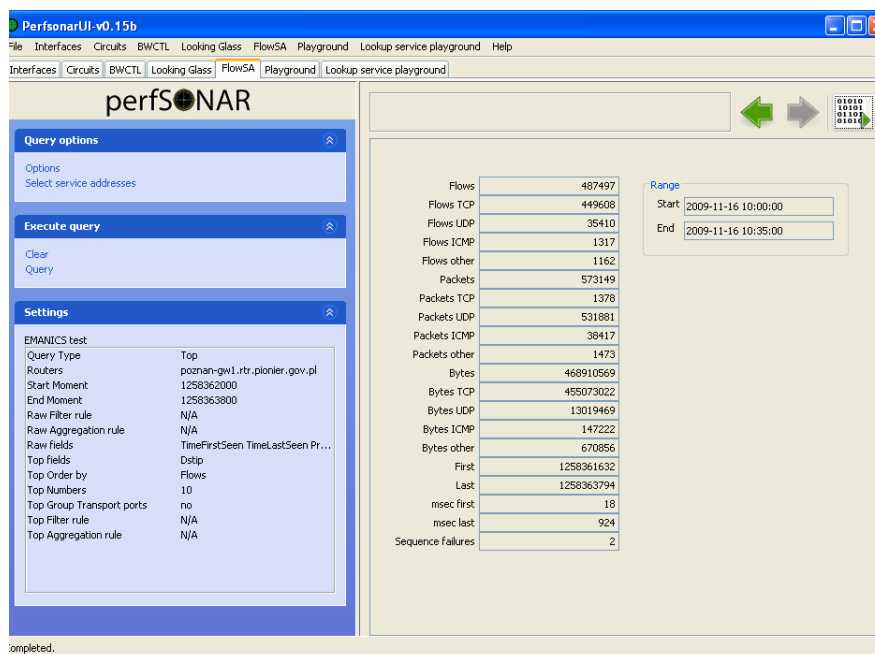 PerfsonarUI-v0.15b
File Interfaces Circuits BWCTL Looking Glass FlowSA Playground Lookup service playground Help
Interfaces Circuits BWCTL Looking Glass FlowSA Playground Lookup service playground
perfSONAR
01010
10101
01101
01010
Query options
Options
Select service addresses
Execute query
Clear
Query
Settings
EMANICS test
Query Type Top
Routers poznan-gw1.rtr.pionier.gov.pl
Start Moment 1258362000
End Moment 1258363800
Raw Filter rule N/A
Raw Aggregation rule N/A
Raw fields TimeFirstSeen TimeLastSeen Pr...
Top fields Dstip
Top Order by Flows
Top Numbers 10
Top Group Transport ports no
Top Filter rule N/A
Top Aggregation rule N/A
Flows 487497
Flows TCP 449608
Flows UDP 35410
Flows ICMP 1317
Flows other 1162
Packets 573149
Packets TCP 1378
Packets UDP 531881
Packets ICMP 38417
Packets other 1473
Bytes 468910569
Bytes TCP 455073022
Bytes UDP 13019469
Bytes ICMP 147222
Bytes other 670856
First 1258361632
Last 1258363794
msec first 18
msec last 924
Sequence failures 2
Range
Start 2009-11-16 10:00:00
End 2009-11-16 10:35:00
Completed.